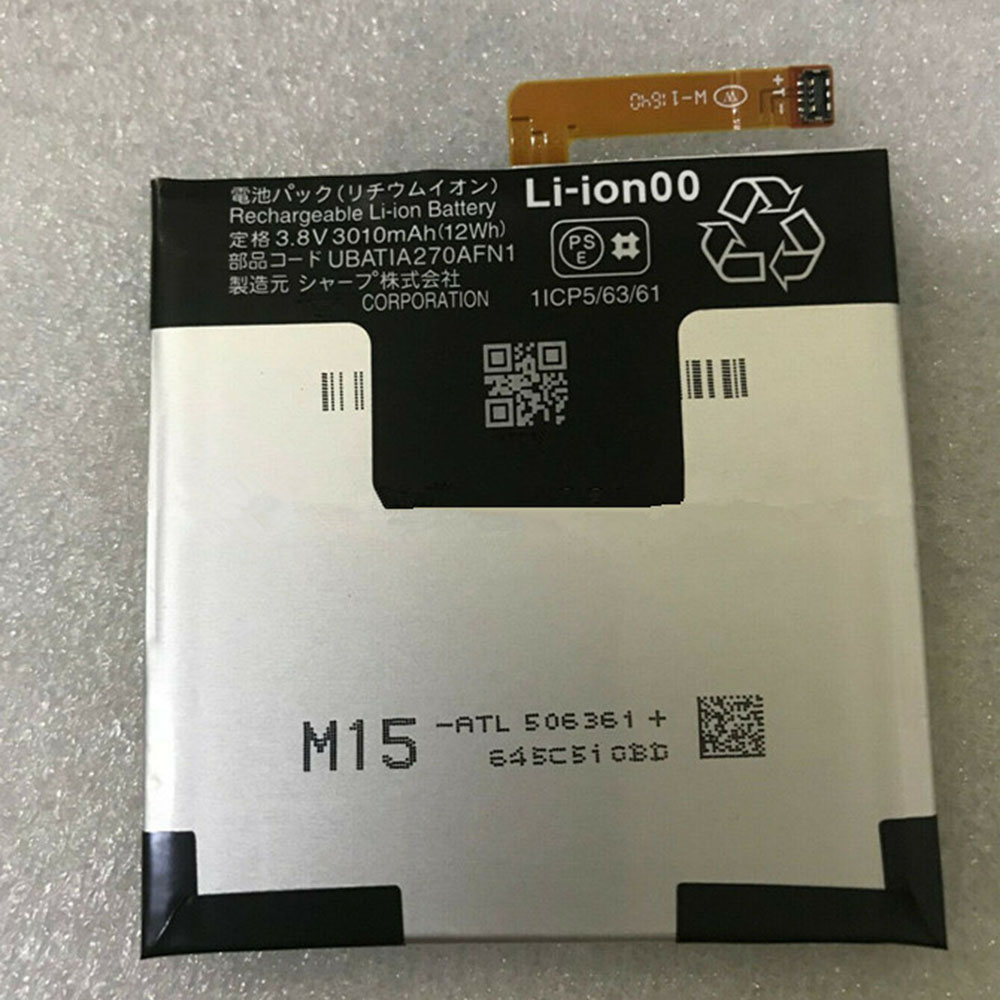 W-11640
+ T -
電池パック(リチウムイオン)
Rechargeable Li-ion Battery
定格 3.8V 3010mAh(12Wh)
部品コード UBATIA270AFN1
製造元 シャープ株式会社
CORPORATION
Li-ion00
PS
E
1ICP5/63/61
M15
-ATL 506361+
645C510BD